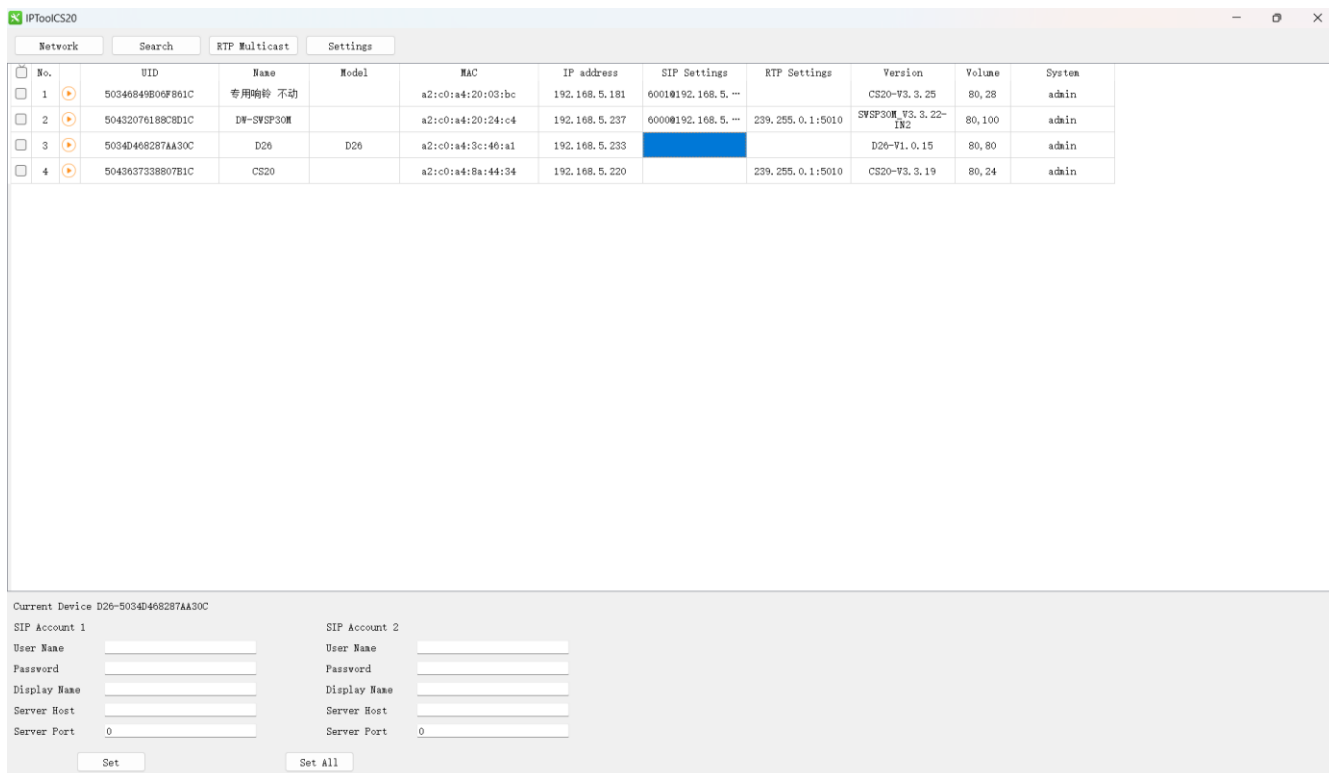 IPToolCS20
Network Search RTP Multicast Settings
No. UID Name Model MAC IP address SIP Settings RTP Settings Version Volume System
1 50346849B06F861C 专用响铃 不动 a2:c0:a4:20:03:bc 192.168.5.181 6001@192.168.5.… CS20-V3.3.25 80,28 admin
2 50432076188C8D1C DW-SWSP30M a2:c0:a4:20:24:c4 192.168.5.237 6000@192.168.5.… 239.255.0.1:5010 SWSP30M_V3.3.22-IN2 80,100 admin
3 5034D468287AA30C D26 D26 a2:c0:a4:3c:46:a1 192.168.5.233 D26-V1.0.15 80,80 admin
4 5043637338807B1C CS20 a2:c0:a4:8a:44:34 192.168.5.220 239.255.0.1:5010 CS20-V3.3.19 80,24 admin
Current Device D26-5034D468287AA30C
SIP Account 1 SIP Account 2
User Name User Name
Password Password
Display Name Display Name
Server Host Server Host
Server Port 0 Server Port 0
Set Set All